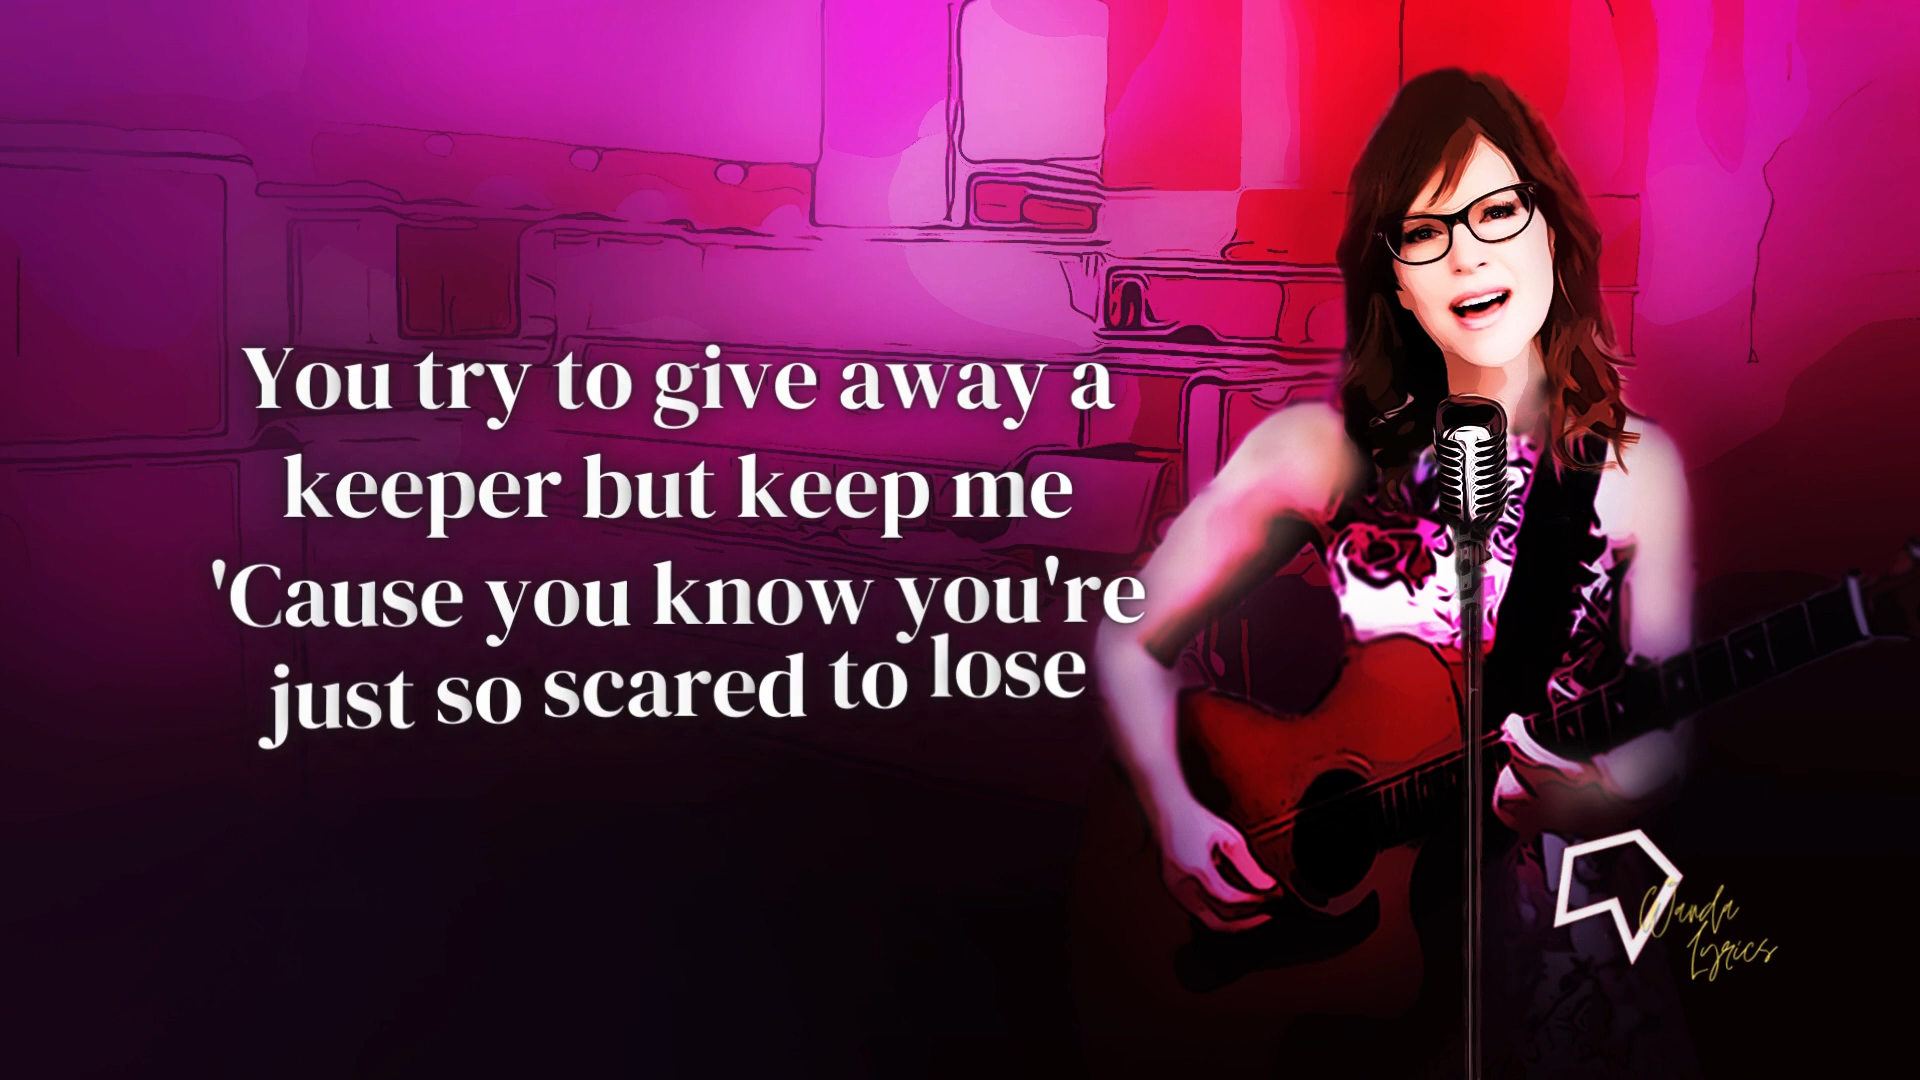 You try to give away a
keeper but keep me
'Cause you know you're
just so scared to lose
Wanda
Lyrics